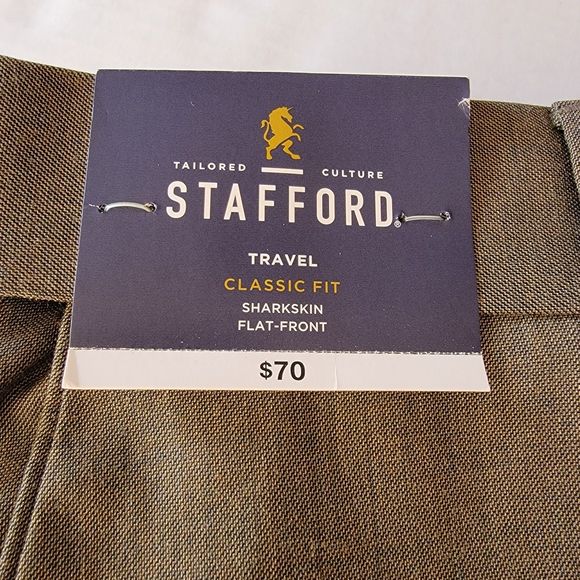 TAILORED CULTURE
STAFFORD®
TRAVEL
CLASSIC FIT
SHARKSKIN
FLAT-FRONT
$70